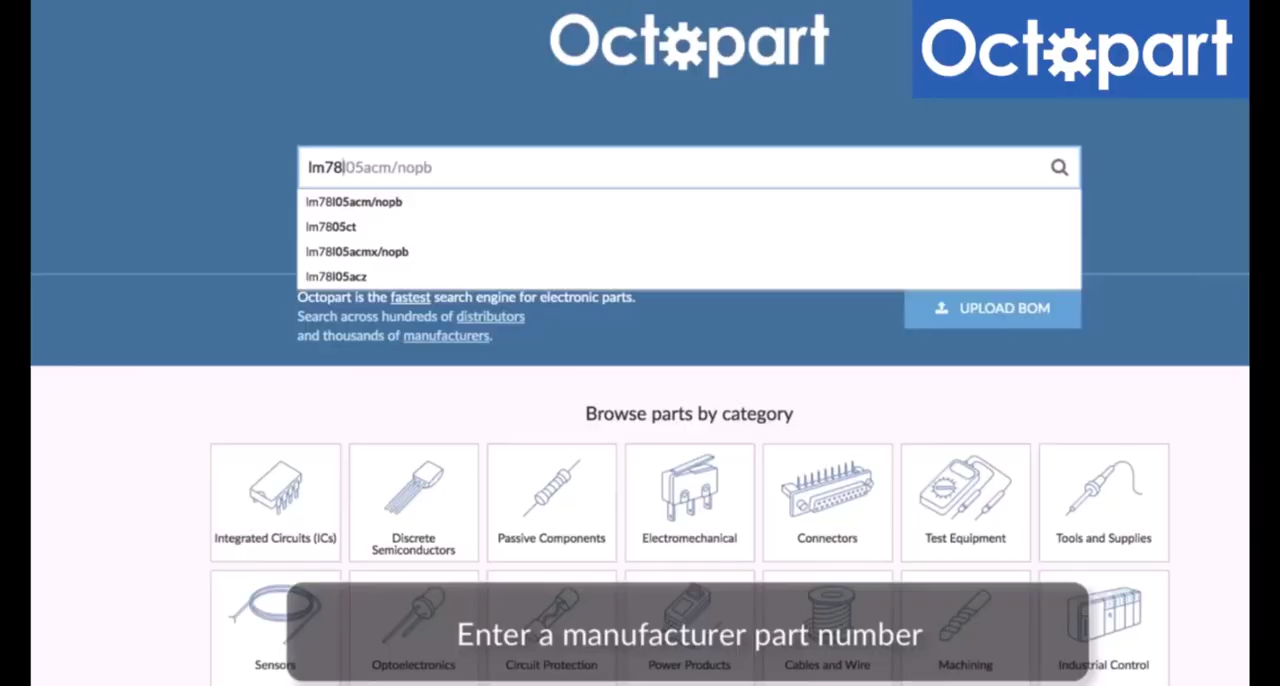 Octopart
Octopart
lm78l05acm/nopb
lm78l05acm/nopb
lm7805ct
lm78l05acmx/nopb
lm78l05acz
Octopart is the fastest search engine for electronic parts.
Search across hundreds of distributors
and thousands of manufacturers.
UPLOAD BOM
Browse parts by category
Integrated Circuits (ICs)
Discrete
Semiconductors
Passive Components
Electromechanical
Connectors
Test Equipment
Tools and Supplies
Enter a manufacturer part number
Sensors
Optoelectronics
Circuit Protection
Power Products
Cables and Wire
Machining
Industrial Control